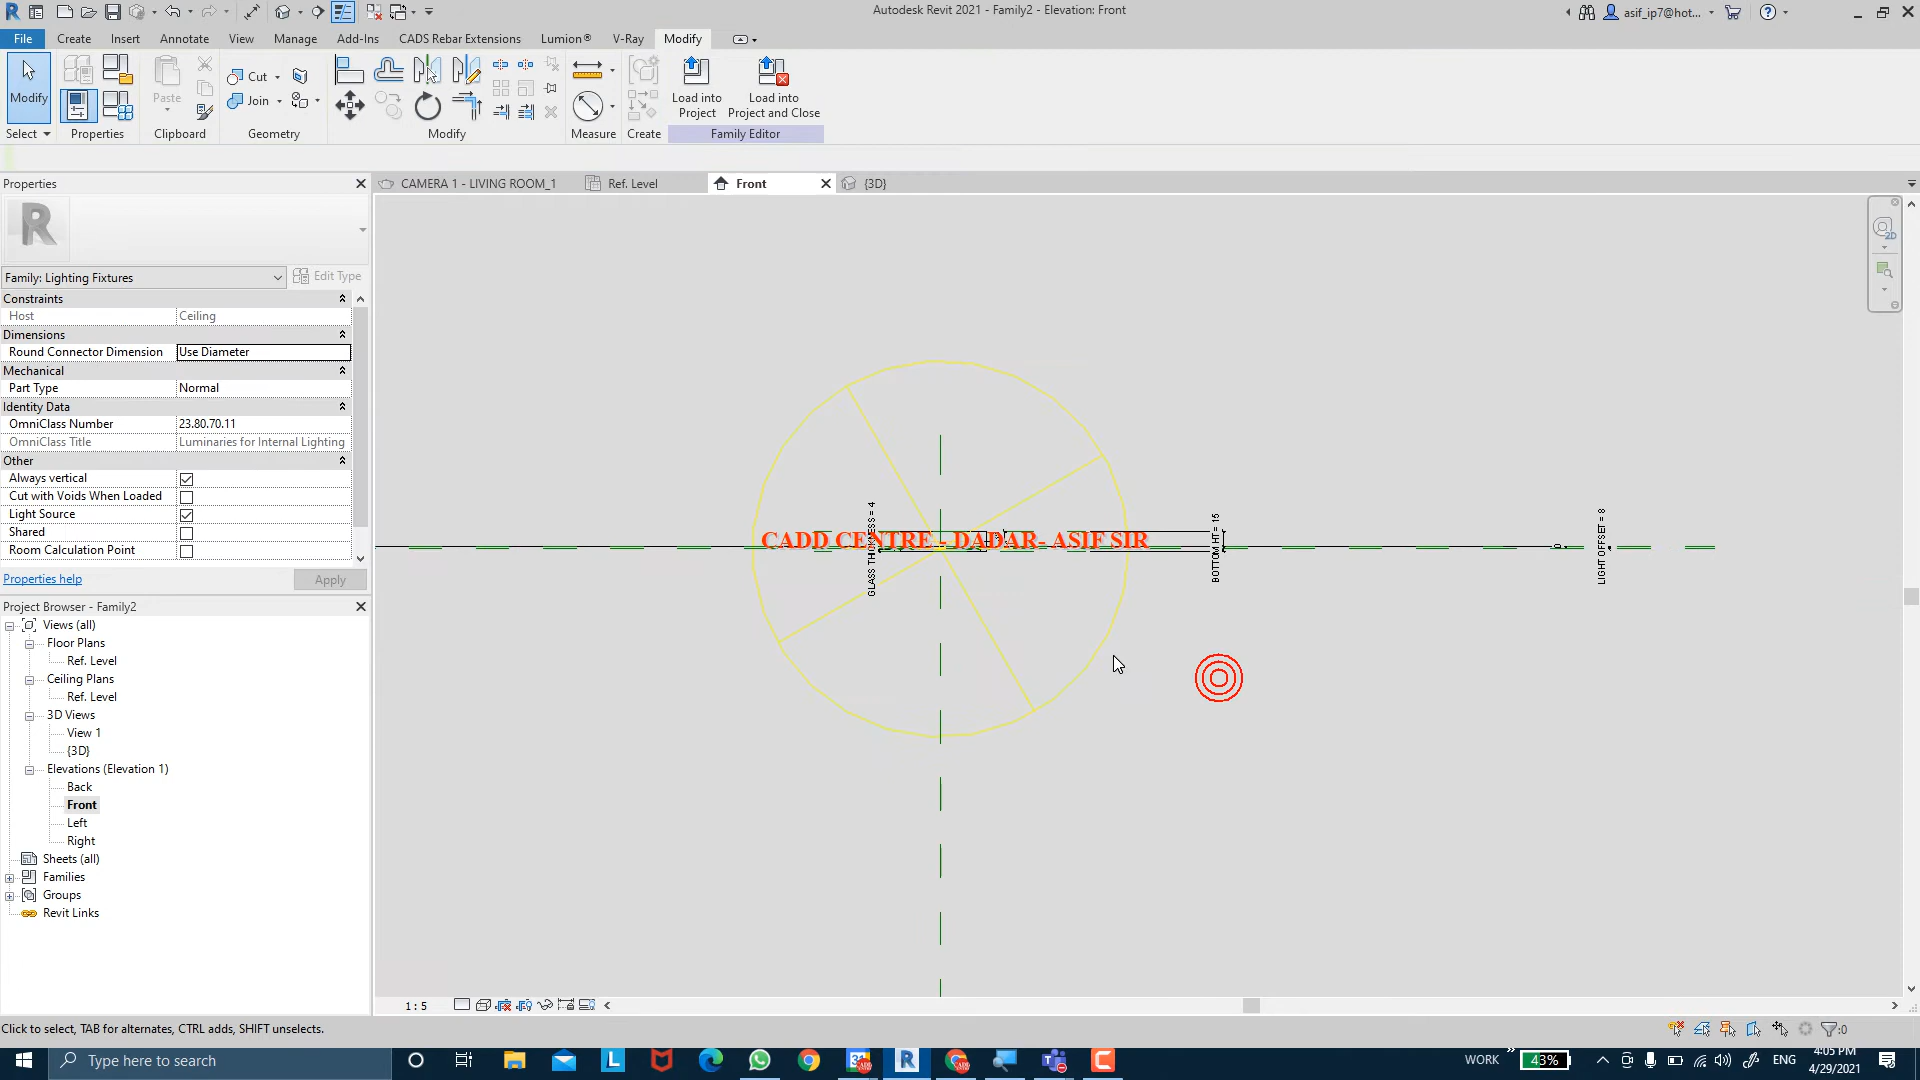 Autodesk Revit 2021 - Family2 - Elevation: Front
asif_ip7@hot...
File Create Insert Annotate View Manage Add-Ins CADS Rebar Extensions Lumion® V-Ray Modify
Modify
Select
Properties
Paste
Clipboard
Cut
Join
Geometry
Modify
Measure
Create
Load into Project
Load into Project and Close
Family Editor
Properties
CAMERA 1 - LIVING ROOM_1
Ref. Level
Front
{3D}
Family: Lighting Fixtures
Edit Type
Constraints
Host Ceiling
Dimensions
Round Connector Dimension Use Diameter
Mechanical
Part Type Normal
Identity Data
OmniClass Number 23.80.70.11
OmniClass Title Luminaries for Internal Lighting
Other
Always vertical
Cut with Voids When Loaded
Light Source
Shared
Room Calculation Point
Properties help
Apply
Project Browser - Family2
Views (all)
Floor Plans
Ref. Level
Ceiling Plans
Ref. Level
3D Views
View 1
{3D}
Elevations (Elevation 1)
Back
Front
Left
Right
Sheets (all)
Families
Groups
Revit Links
GLASS THICKNESS = 4
CADD CENTRE - DADAR- ASIF SIR
BOTTOM HT = 15
LIGHT OFFSET = 8
1 : 5
Click to select, TAB for alternates, CTRL adds, SHIFT unselects.
:0
Type here to search
WORK
43%
ENG
4:05 PM
4/29/2021